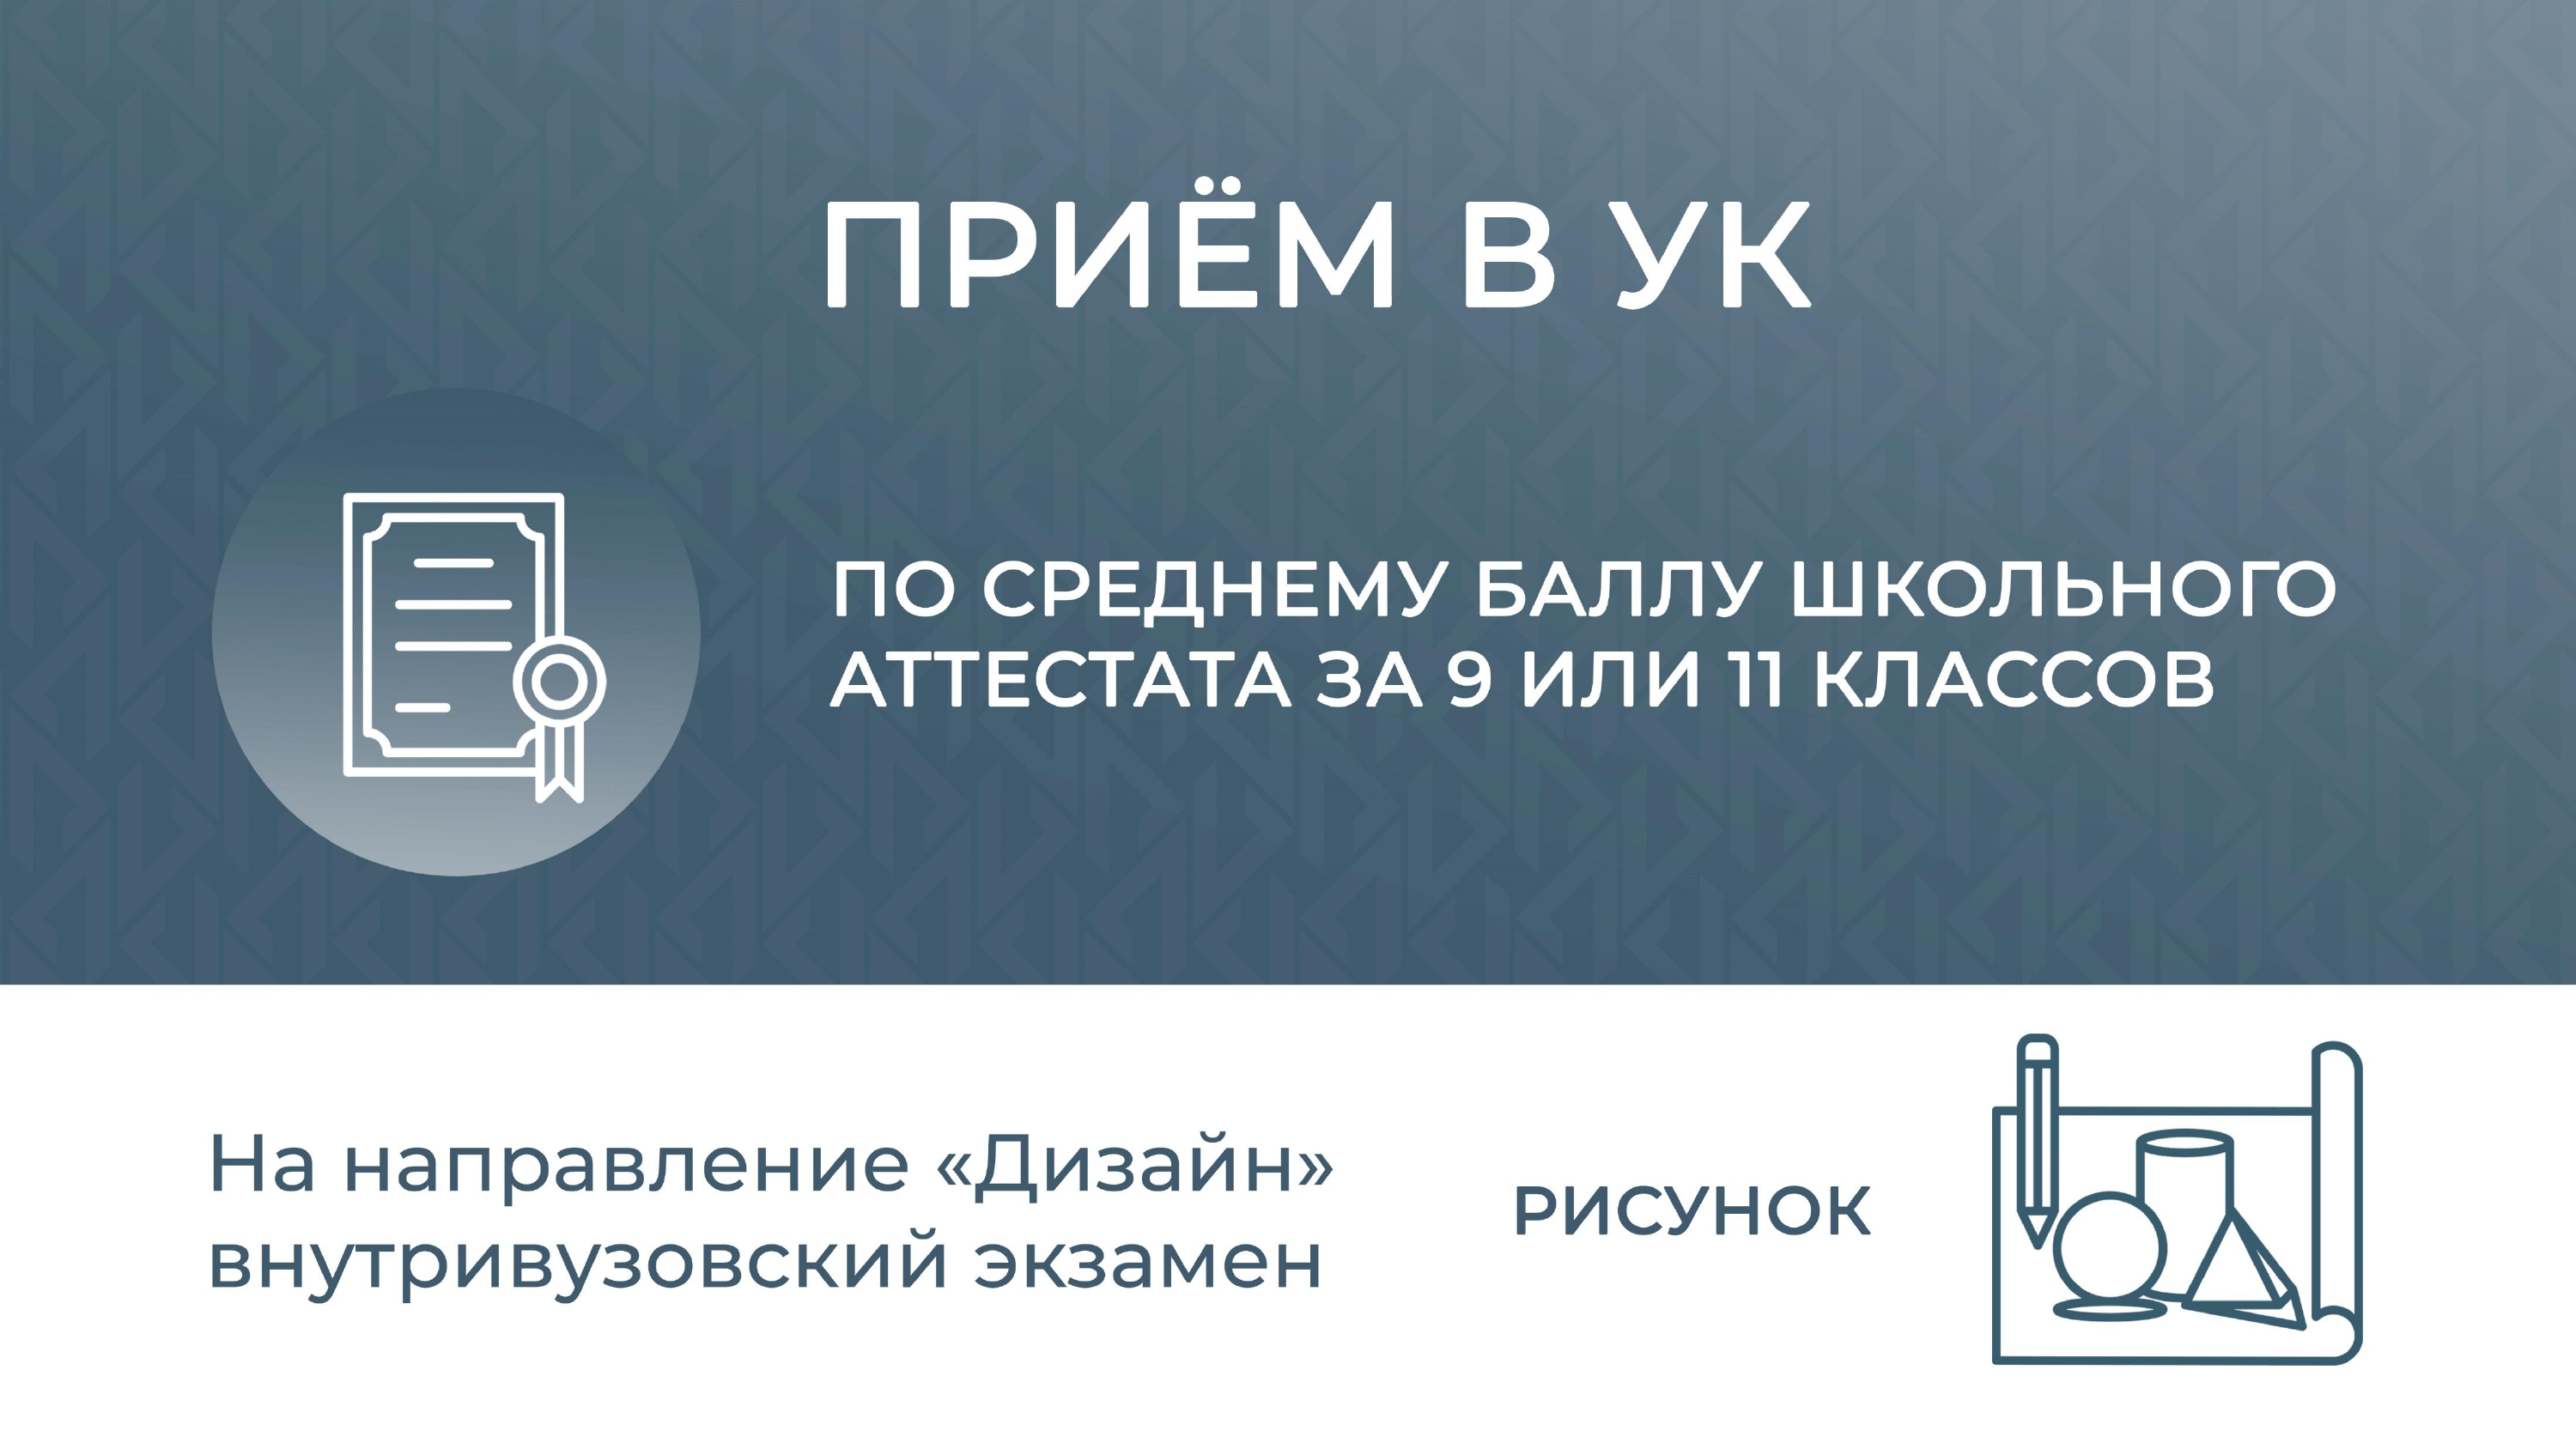 ПРИЁМ В УК
ПО СРЕДНЕМУ БАЛЛУ ШКОЛЬНОГО
АТТЕСТАТА ЗА 9 ИЛИ 11 КЛАССОВ
На направление «Дизайн»
внутривузовский экзамен
РИСУНОК